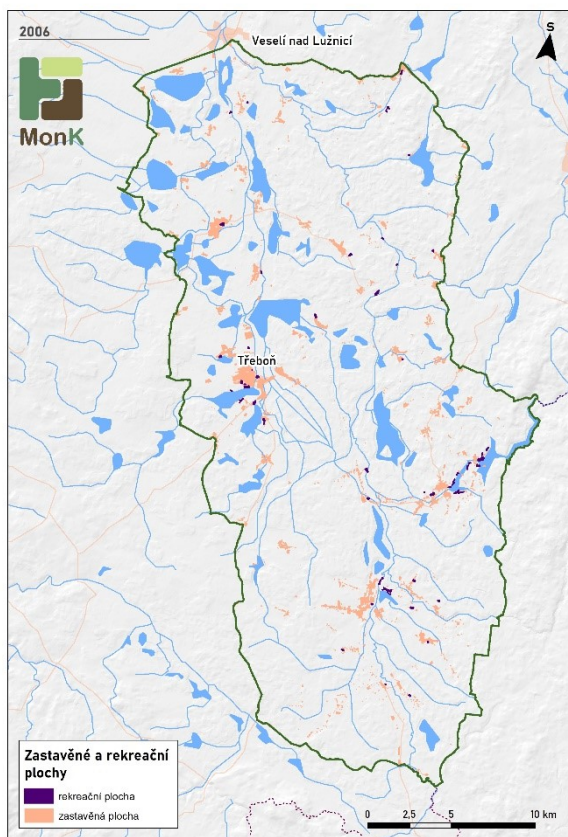 2006
Veselí nad Lužnicí
S
MonK
Třeboň
Zastavěné a rekreační
plochy
rekreační plocha
zastavěná plocha
0 2,5 5 10 km